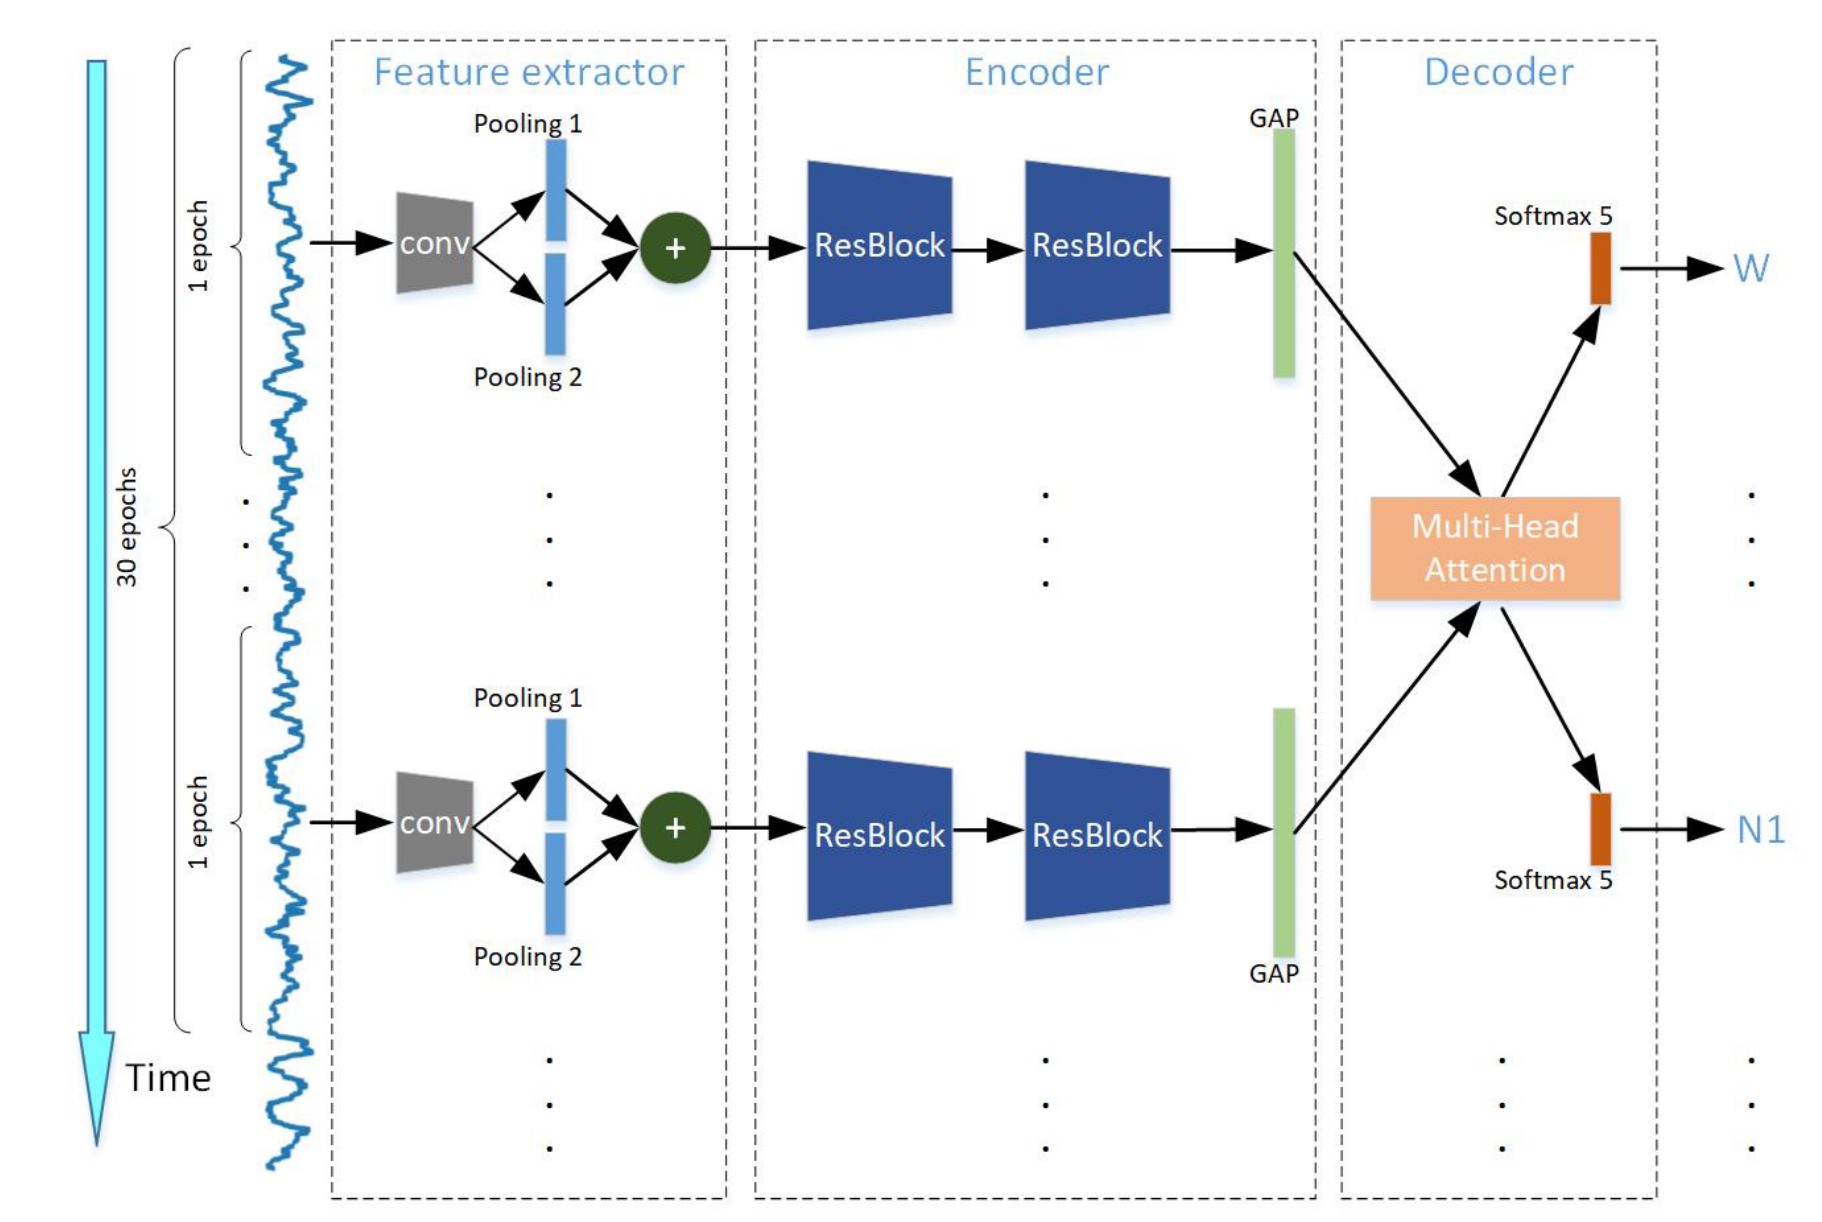 Feature extractor
Encoder
Decoder
Pooling 1
GAP
1 epoch
conv
+
ResBlock
ResBlock
Softmax 5
W
Pooling 2
30 epochs
Multi-Head
Attention
Pooling 1
1 epoch
conv
+
ResBlock
ResBlock
N1
Softmax 5
Pooling 2
GAP
Time